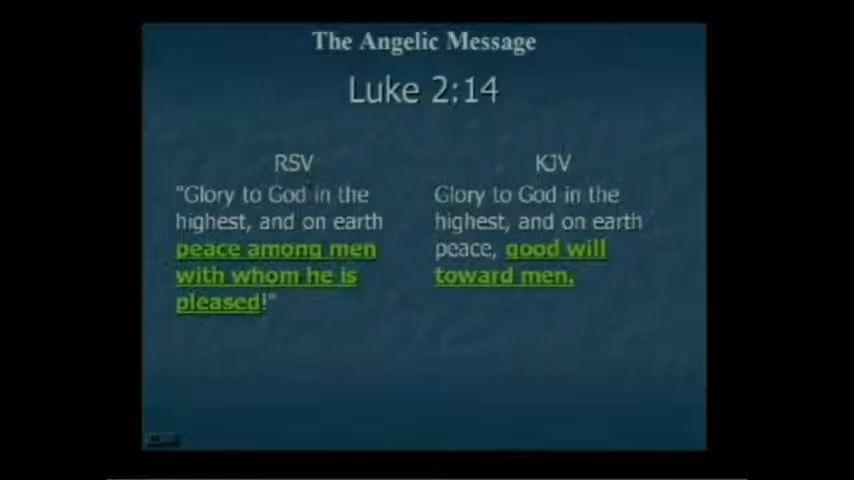 The Angelic Message
Luke 2:14
RSV
"Glory to God in the
highest, and on earth
peace among men
with whom he is
pleased!"
KJV
Glory to God in the
highest, and on earth
peace, good will
toward men.